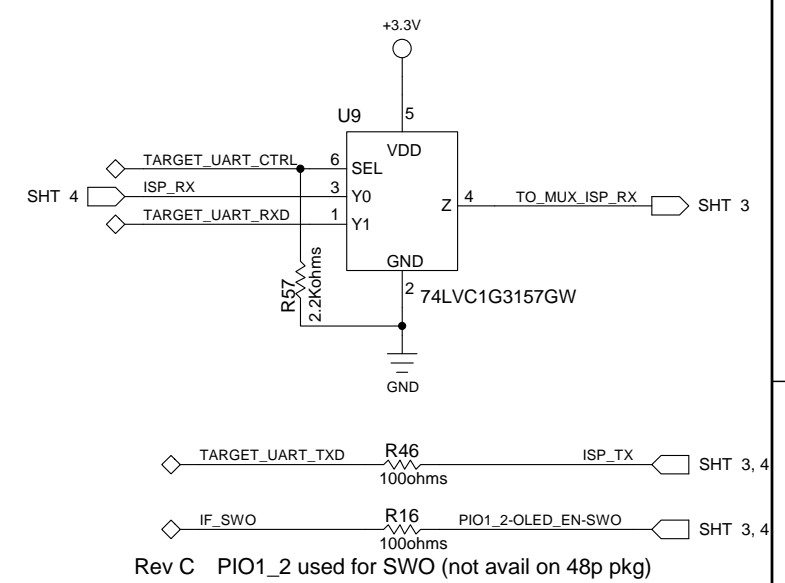 +3.3V
U9
5
VDD
TARGET_UART_CTRL 6 SEL
SHT 4 ISP_RX 3 Y0
Z 4 TO_MUX_ISP_RX SHT 3
TARGET_UART_RXD 1 Y1
GND
R57
2.2Kohms
2
74LVC1G3157GW
GND
TARGET_UART_TXD R46 ISP_TX SHT 3, 4
100ohms
IF_SWO R16 PIO1_2-OLED_EN-SWO SHT 3, 4
100ohms
Rev C PIO1_2 used for SWO (not avail on 48p pkg)